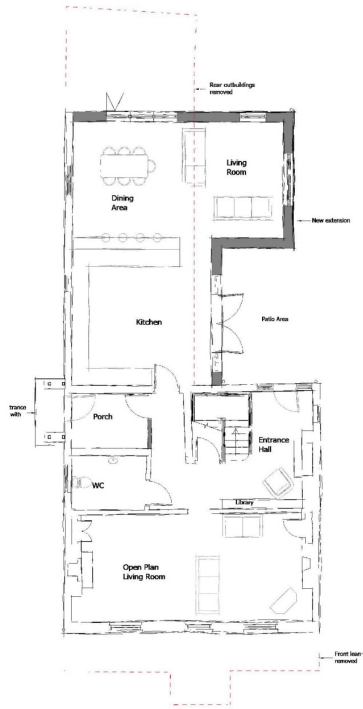 Rear outbuildings
removed
Living
Room
Dining
Area
New extension
Kitchen
Patio Area
trance
with
Porch
Entrance
Hall
WC
Library
Open Plan
Living Room
Front lean
removed